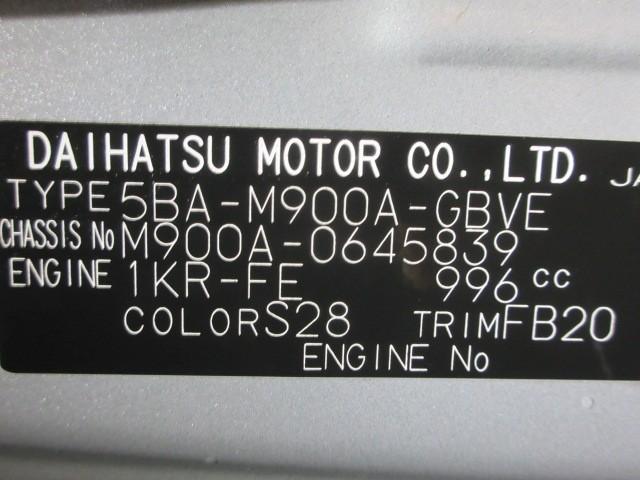 DAIHATSU MOTOR CO.,LTD. JA
TYPE 5BA-M900A-GBVE
CHASSIS No M900A-0645839
ENGINE 1KR-FE 996 cc
COLOR S28 TRIM FB20
ENGINE No